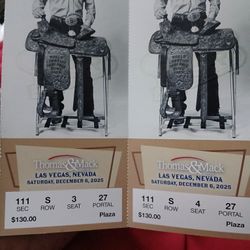 Thomas&Mack
LAS VEGAS, NEVADA
SATURDAY, DECEMBER 6, 2025
111 S 3 27
SEC ROW SEAT PORTAL
$130.00 Plaza
Thomas&Mack
LAS VEGAS, NEVADA
SATURDAY, DECEMBER 6, 2025
111 S 4 27
SEC ROW SEAT PORTAL
$130.00 Plaza